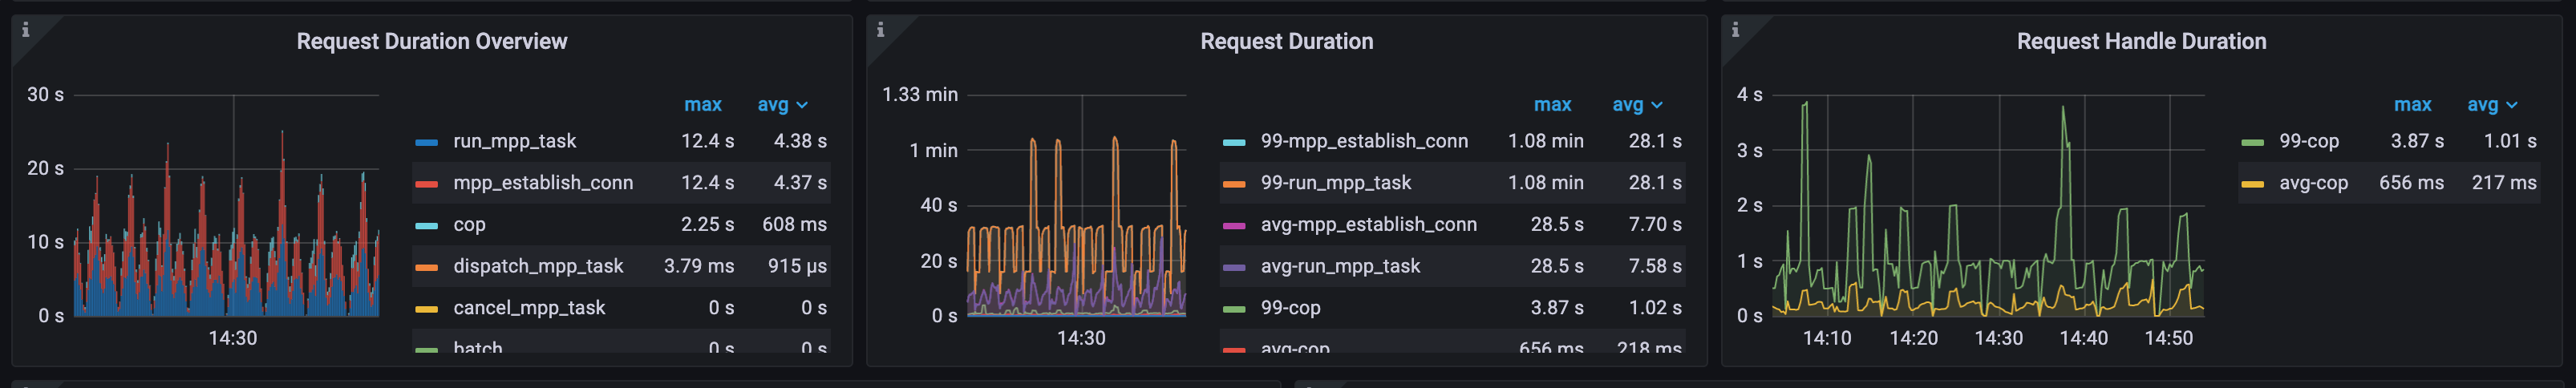 Request Duration Overview
30 s
20 s
10 s
0 s
14:30
max avg
run_mpp_task 12.4 s 4.38 s
mpp_establish_conn 12.4 s 4.37 s
cop 2.25 s 608 ms
dispatch_mpp_task 3.79 ms 915 µs
cancel_mpp_task 0 s 0 s
batch 0 s 0 s
Request Duration
1.33 min
1 min
40 s
20 s
0 s
14:30
max avg
99-mpp_establish_conn 1.08 min 28.1 s
99-run_mpp_task 1.08 min 28.1 s
avg-mpp_establish_conn 28.5 s 7.70 s
avg-run_mpp_task 28.5 s 7.58 s
99-cop 3.87 s 1.02 s
avg-cop 656 ms 218 ms
Request Handle Duration
4 s
3 s
2 s
1 s
0 s
14:10 14:20 14:30 14:40 14:50
max avg
99-cop 3.87 s 1.01 s
avg-cop 656 ms 217 ms